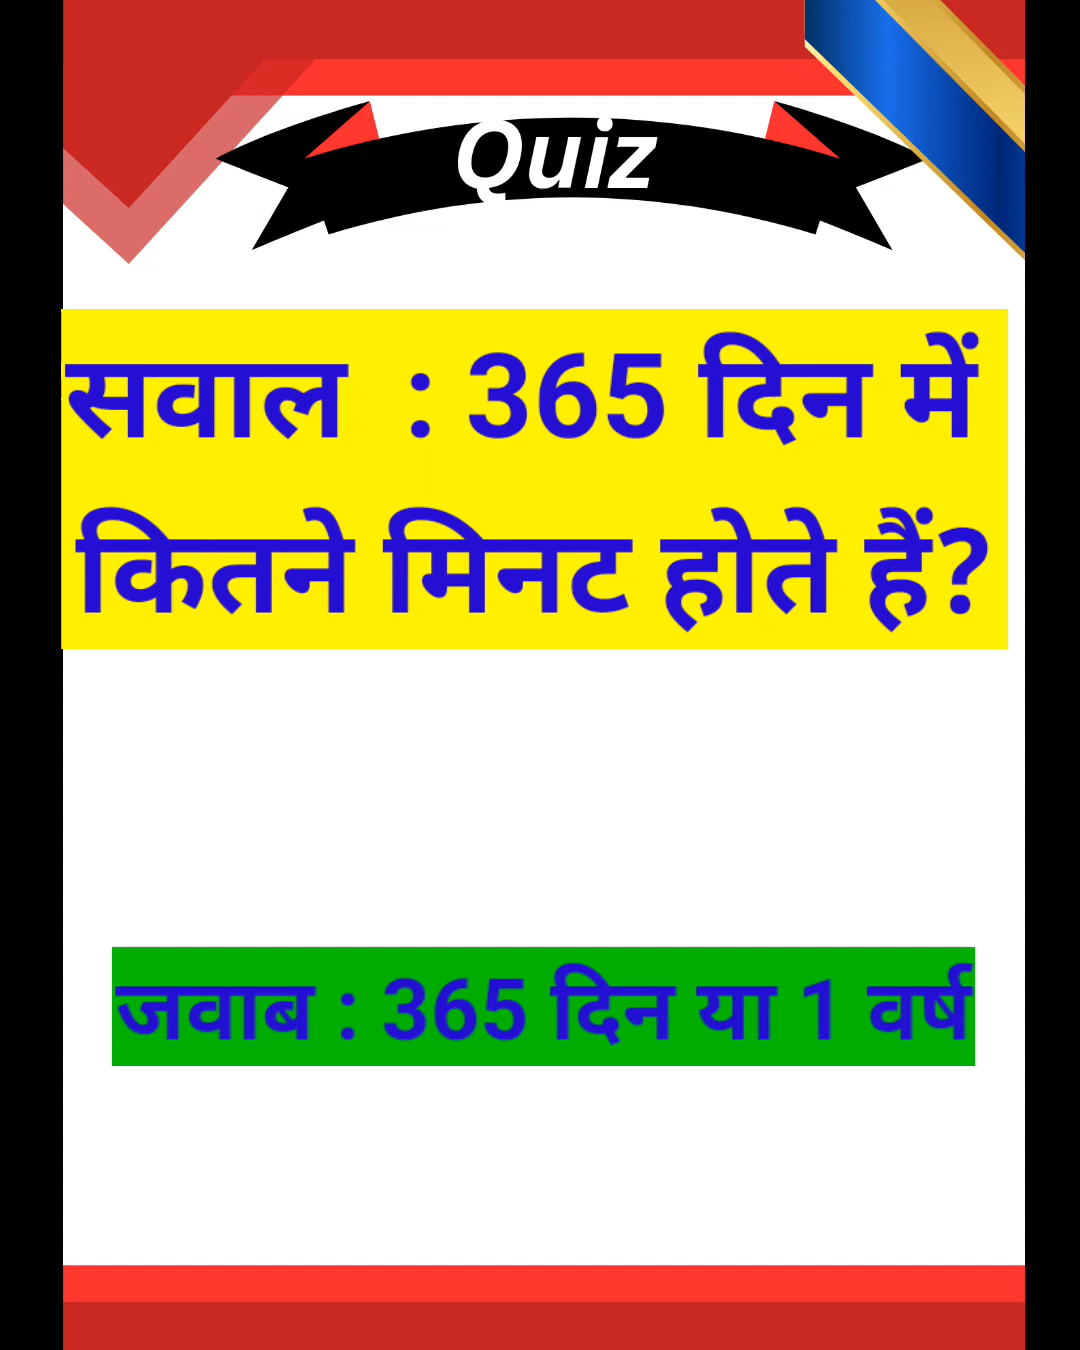 Quiz
सवाल : 365 दिन में
कितने मिनट होते हैं?
जवाब : 365 दिन या 1 वर्ष